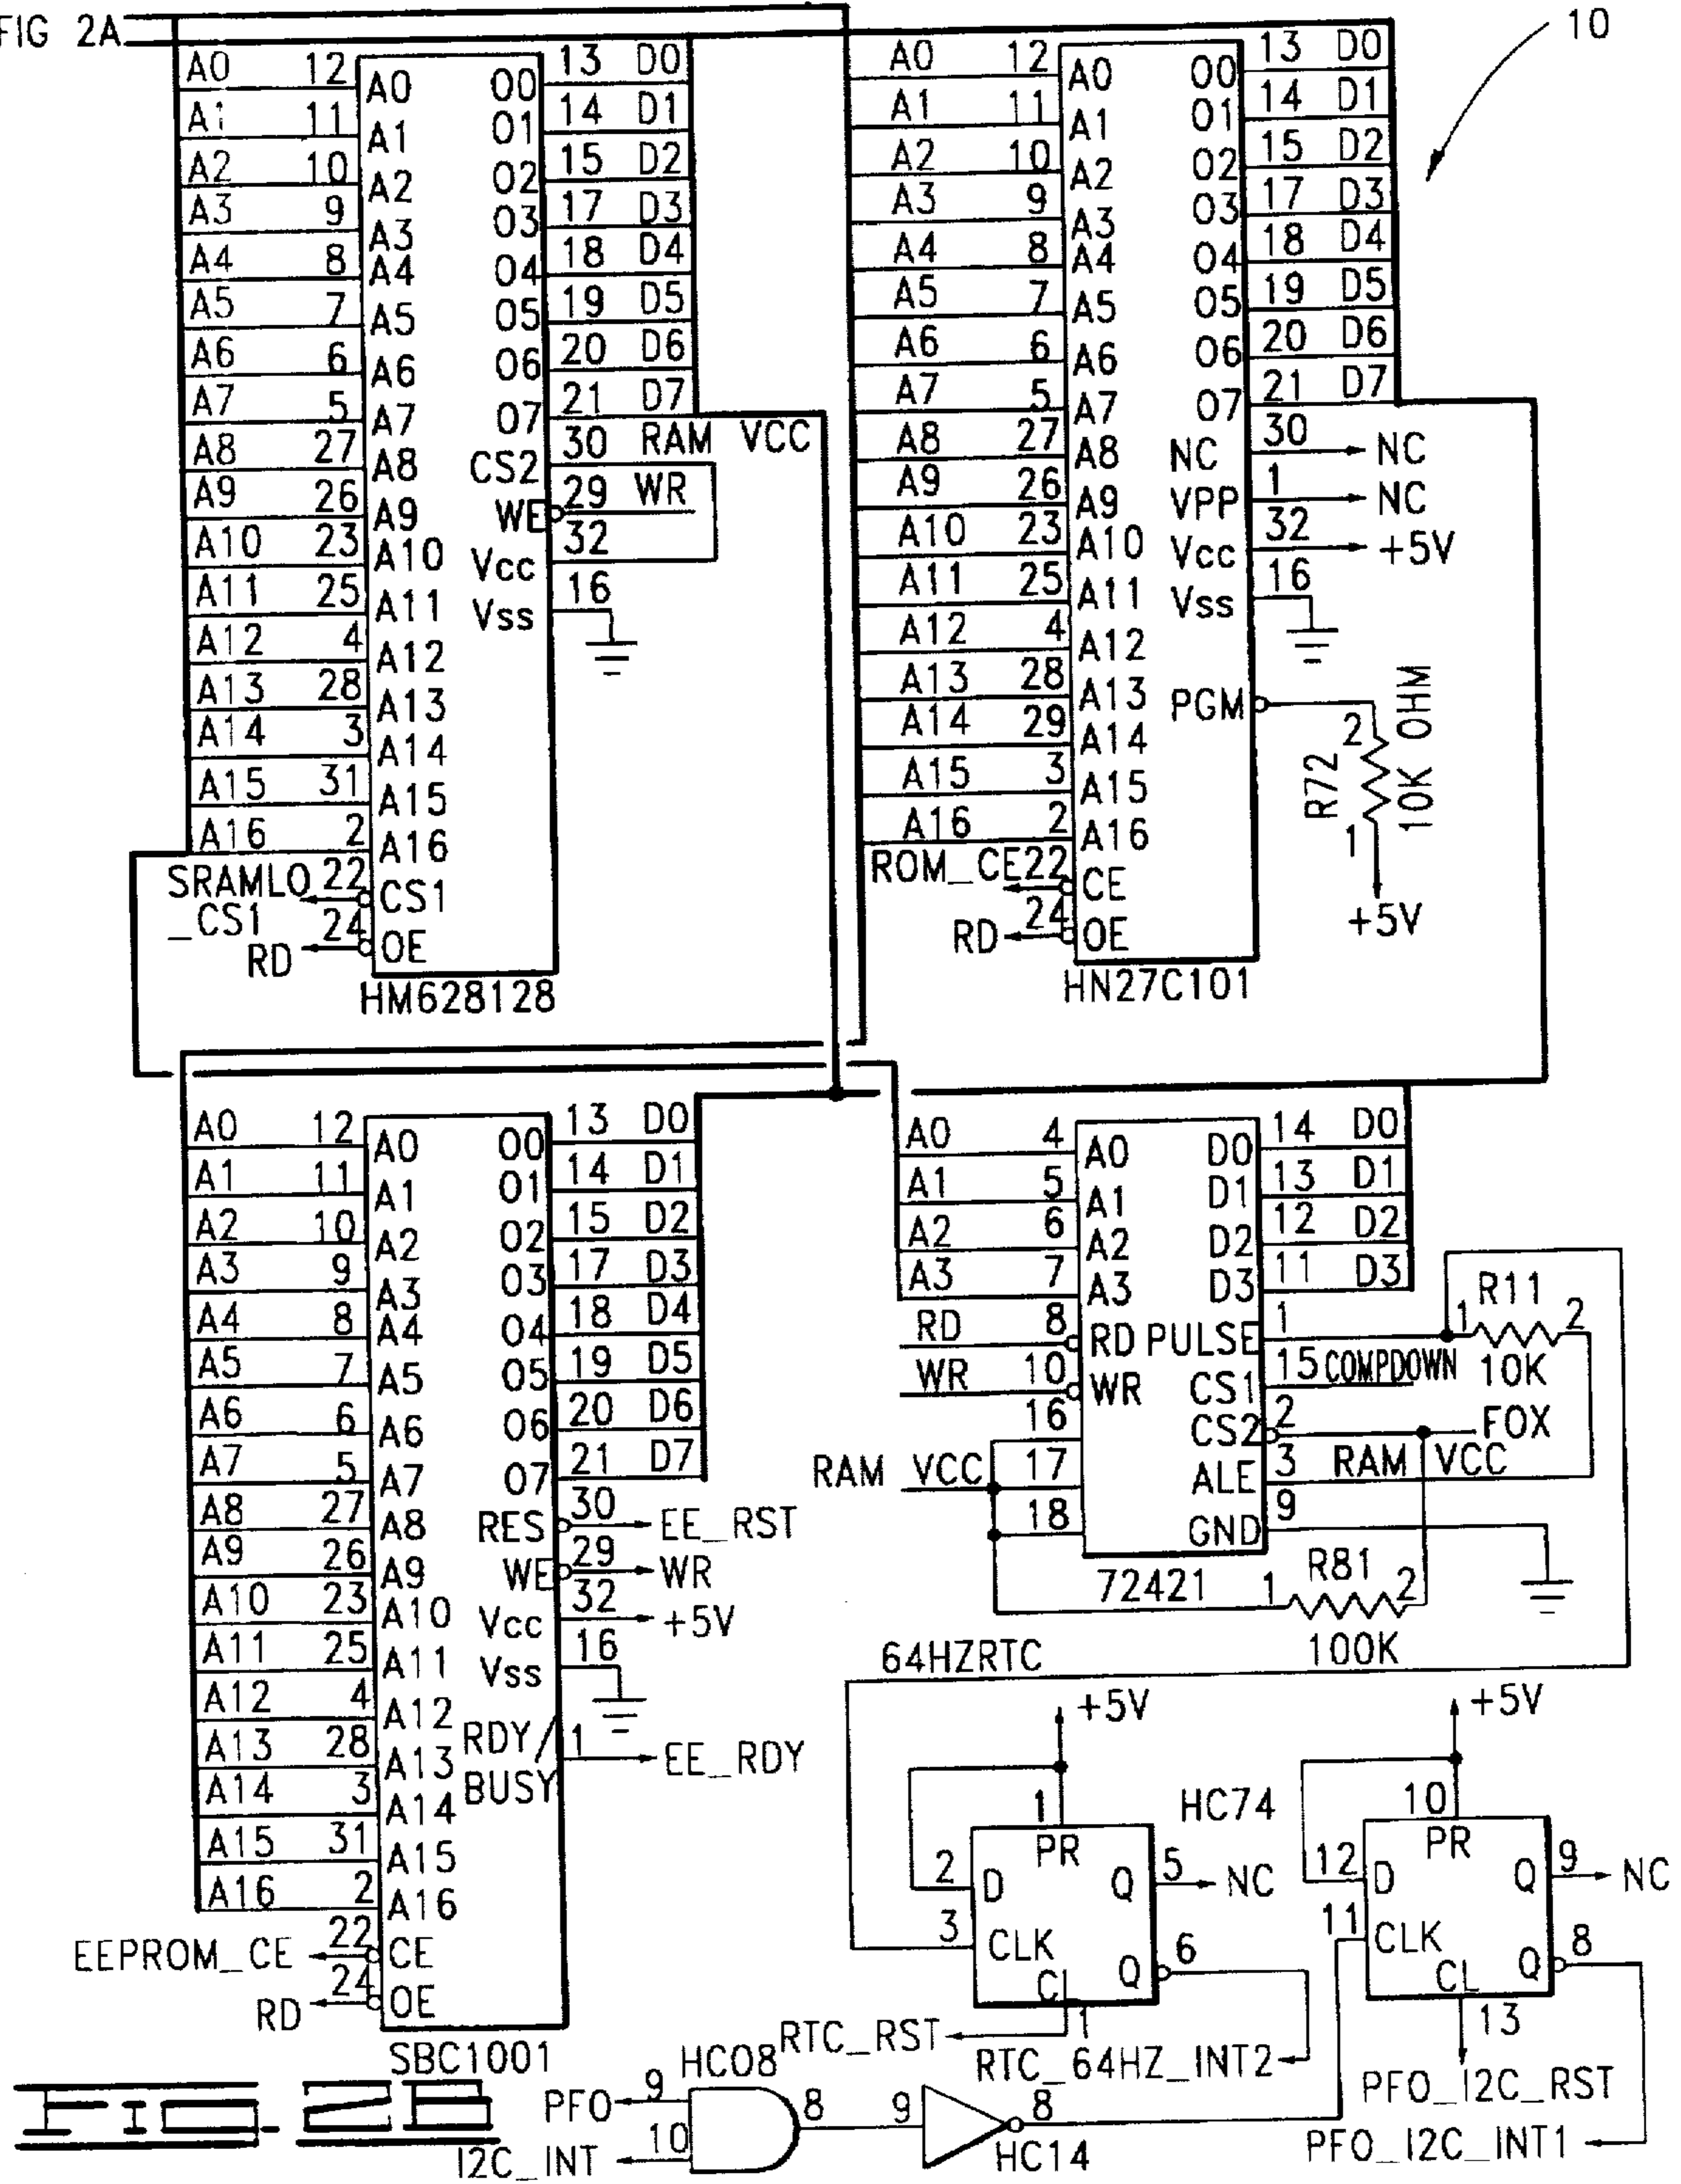 FIG 2A
10
A0 12 A0 O0 13 D0
A1 11 A1 O1 14 D1
A2 10 A2 O2 15 D2
A3 9 A3 O3 17 D3
A4 8 A4 O4 18 D4
A5 7 A5 O5 19 D5
A6 6 A6 O6 20 D6
A7 5 A7 O7 21 D7
A8 27 A8 CS2 30 RAM VCC
A9 26 A9 WE 29 WR
A10 23 A10 Vcc 32
A11 25 A11 Vss 16
A12 4 A12
A13 28 A13
A14 3 A14
A15 31 A15
A16 2 A16
SRAMLO_CS1 22 CS1
RD 24 OE
HM628128
A0 12 A0 O0 13 D0
A1 11 A1 O1 14 D1
A2 10 A2 O2 15 D2
A3 9 A3 O3 17 D3
A4 8 A4 O4 18 D4
A5 7 A5 O5 19 D5
A6 6 A6 O6 20 D6
A7 5 A7 O7 21 D7
A8 27 A8 NC 30 NC
A9 26 A9 VPP 1 NC
A10 23 A10 Vcc 32 +5V
A11 25 A11 Vss 16
A12 4 A12
A13 28 A13 PGM
A14 29 A14
A15 3 A15
A16 2 A16
ROM_CE 22 CE
RD 24 OE
HN27C101
2 R72 10K OHM 1
+5V
A0 12 A0 O0 13 D0
A1 11 A1 O1 14 D1
A2 10 A2 O2 15 D2
A3 9 A3 O3 17 D3
A4 8 A4 O4 18 D4
A5 7 A5 O5 19 D5
A6 6 A6 O6 20 D6
A7 5 A7 O7 21 D7
A8 27 A8 RES 30 EE_RST
A9 26 A9 WE 29 WR
A10 23 A10 Vcc 32 +5V
A11 25 A11 Vss 16
A12 4 A12
A13 28 A13 RDY/BUSY 1 EE_RDY
A14 3 A14
A15 31 A15
A16 2 A16
EEPROM_CE 22 CE
RD 24 OE
SBC1001
A0 4 A0 D0 14 D0
A1 5 A1 D1 13 D1
A2 6 A2 D2 12 D2
A3 7 A3 D3 11 D3
RD 8 RD PULSE 1
1 R11 2
10K
WR 10 WR CS1 15 COMPDOWN
16 CS2 2 FOX
RAM VCC 17 ALE 3 RAM VCC
18 GND 9
72421
1 R81 2
100K
64HZRTC
+5V
1 PR
2 D Q 5 NC
3 CLK Q 6
CL 1
RTC_RST
RTC_64HZ_INT2
HC74
+5V
10 PR
12 D Q 9 NC
11 CLK Q 8
CL 13
PFO_I2C_RST
PFO_I2C_INT1
HC08
PFO 9
I2C_INT 10
8
9 8
HC14
FIG. 2B